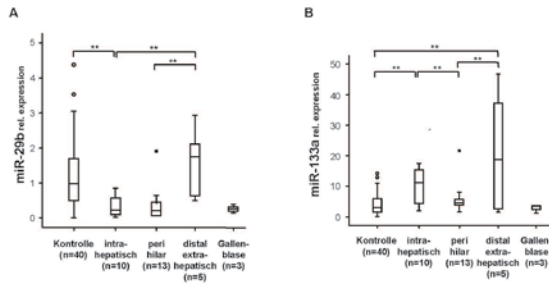 A
5
4
3
2
1
0
miR-29b rel. expression
**
**
**
Kontrolle
(n=40)
intra-
hepatisch
(n=10)
peri
hilar
(n=13)
distal
extra-
hepatisch
(n=5)
Gallen-
blase
(n=3)
B
50
40
30
20
10
0
miR-133a rel. expression
**
**
**
**
Kontrolle
(n=40)
intra-
hepatisch
(n=10)
peri
hilar
(n=13)
distal
extra-
hepatisch
(n=5)
Gallen-
blase
(n=3)